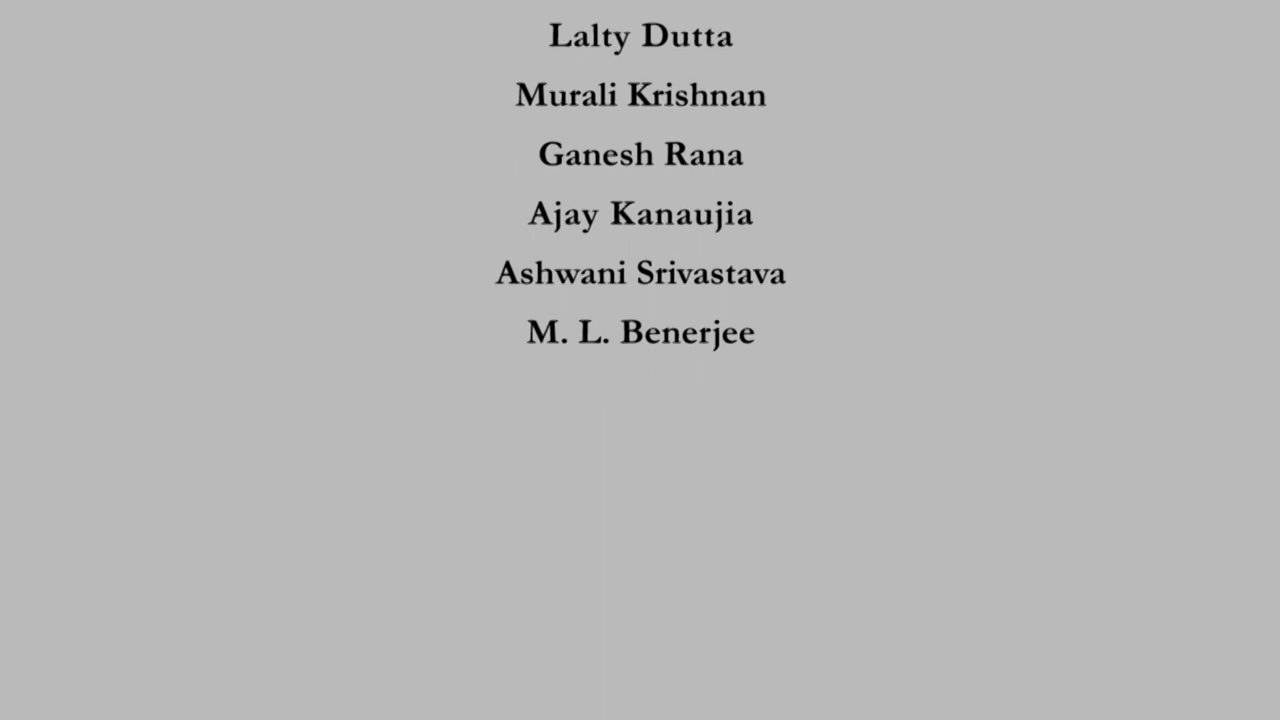 Lalty Dutta
Murali Krishnan
Ganesh Rana
Ajay Kanaujia
Ashwani Srivastava
M. L. Benerjee